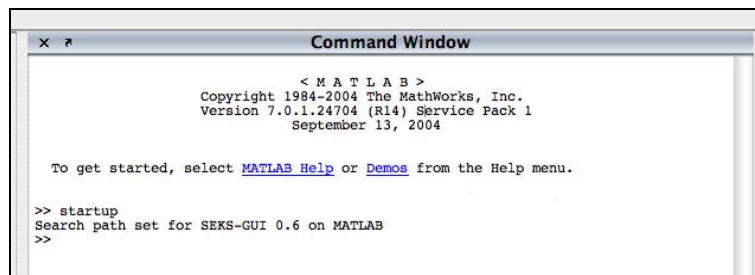 Command Window
< M A T L A B >
Copyright 1984-2004 The MathWorks, Inc.
Version 7.0.1.24704 (R14) Service Pack 1
September 13, 2004
To get started, select MATLAB Help or Demos from the Help menu.
>> startup
Search path set for SEKS-GUI 0.6 on MATLAB
>>